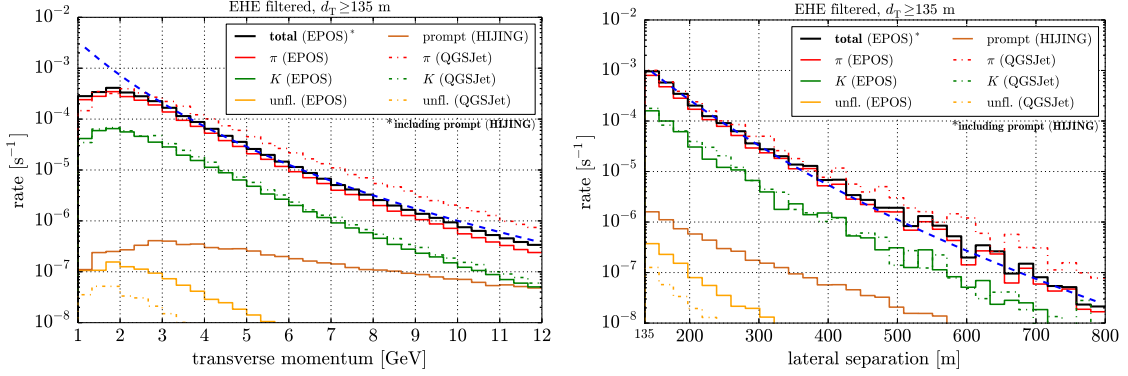 EHE filtered, d_T ≥ 135 m
total (EPOS)*
π (EPOS)
K (EPOS)
unfl. (EPOS)
prompt (HIJING)
π (QGSJet)
K (QGSJet)
unfl. (QGSJet)
*including prompt (HIJING)
rate [s⁻¹]
10⁻²
10⁻³
10⁻⁴
10⁻⁵
10⁻⁶
10⁻⁷
10⁻⁸
1 2 3 4 5 6 7 8 9 10 11 12
transverse momentum [GeV]
EHE filtered, d_T ≥ 135 m
total (EPOS)*
π (EPOS)
K (EPOS)
unfl. (EPOS)
prompt (HIJING)
π (QGSJet)
K (QGSJet)
unfl. (QGSJet)
*including prompt (HIJING)
rate [s⁻¹]
10⁻²
10⁻³
10⁻⁴
10⁻⁵
10⁻⁶
10⁻⁷
10⁻⁸
135 200 300 400 500 600 700 800
lateral separation [m]